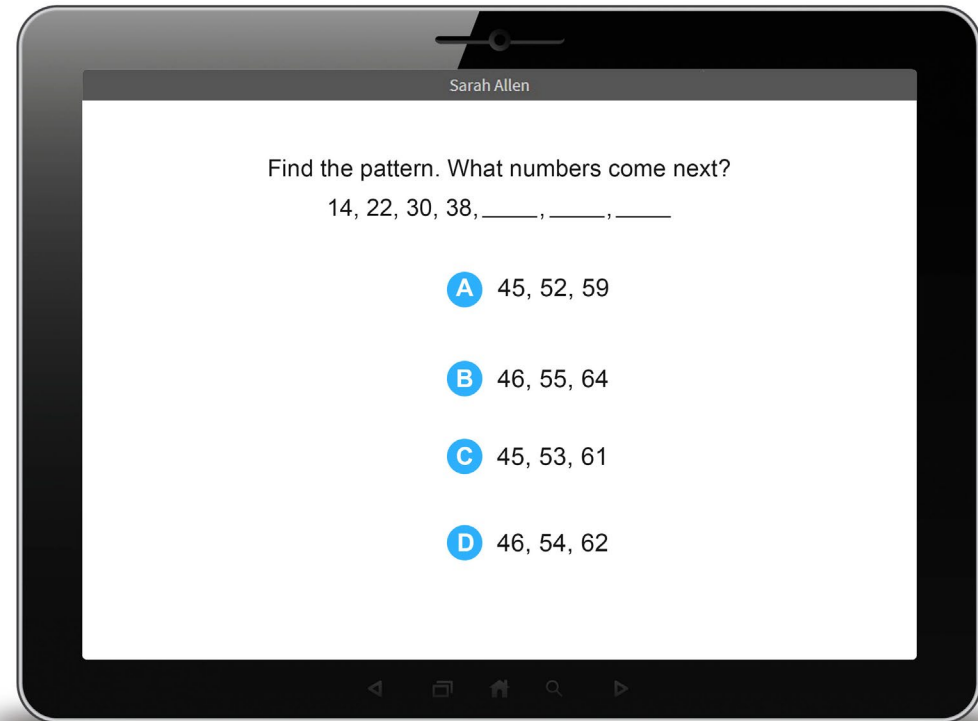 Sarah Allen
Find the pattern. What numbers come next?
14, 22, 30, 38, ____, ____, ____
A 45, 52, 59
B 46, 55, 64
C 45, 53, 61
D 46, 54, 62